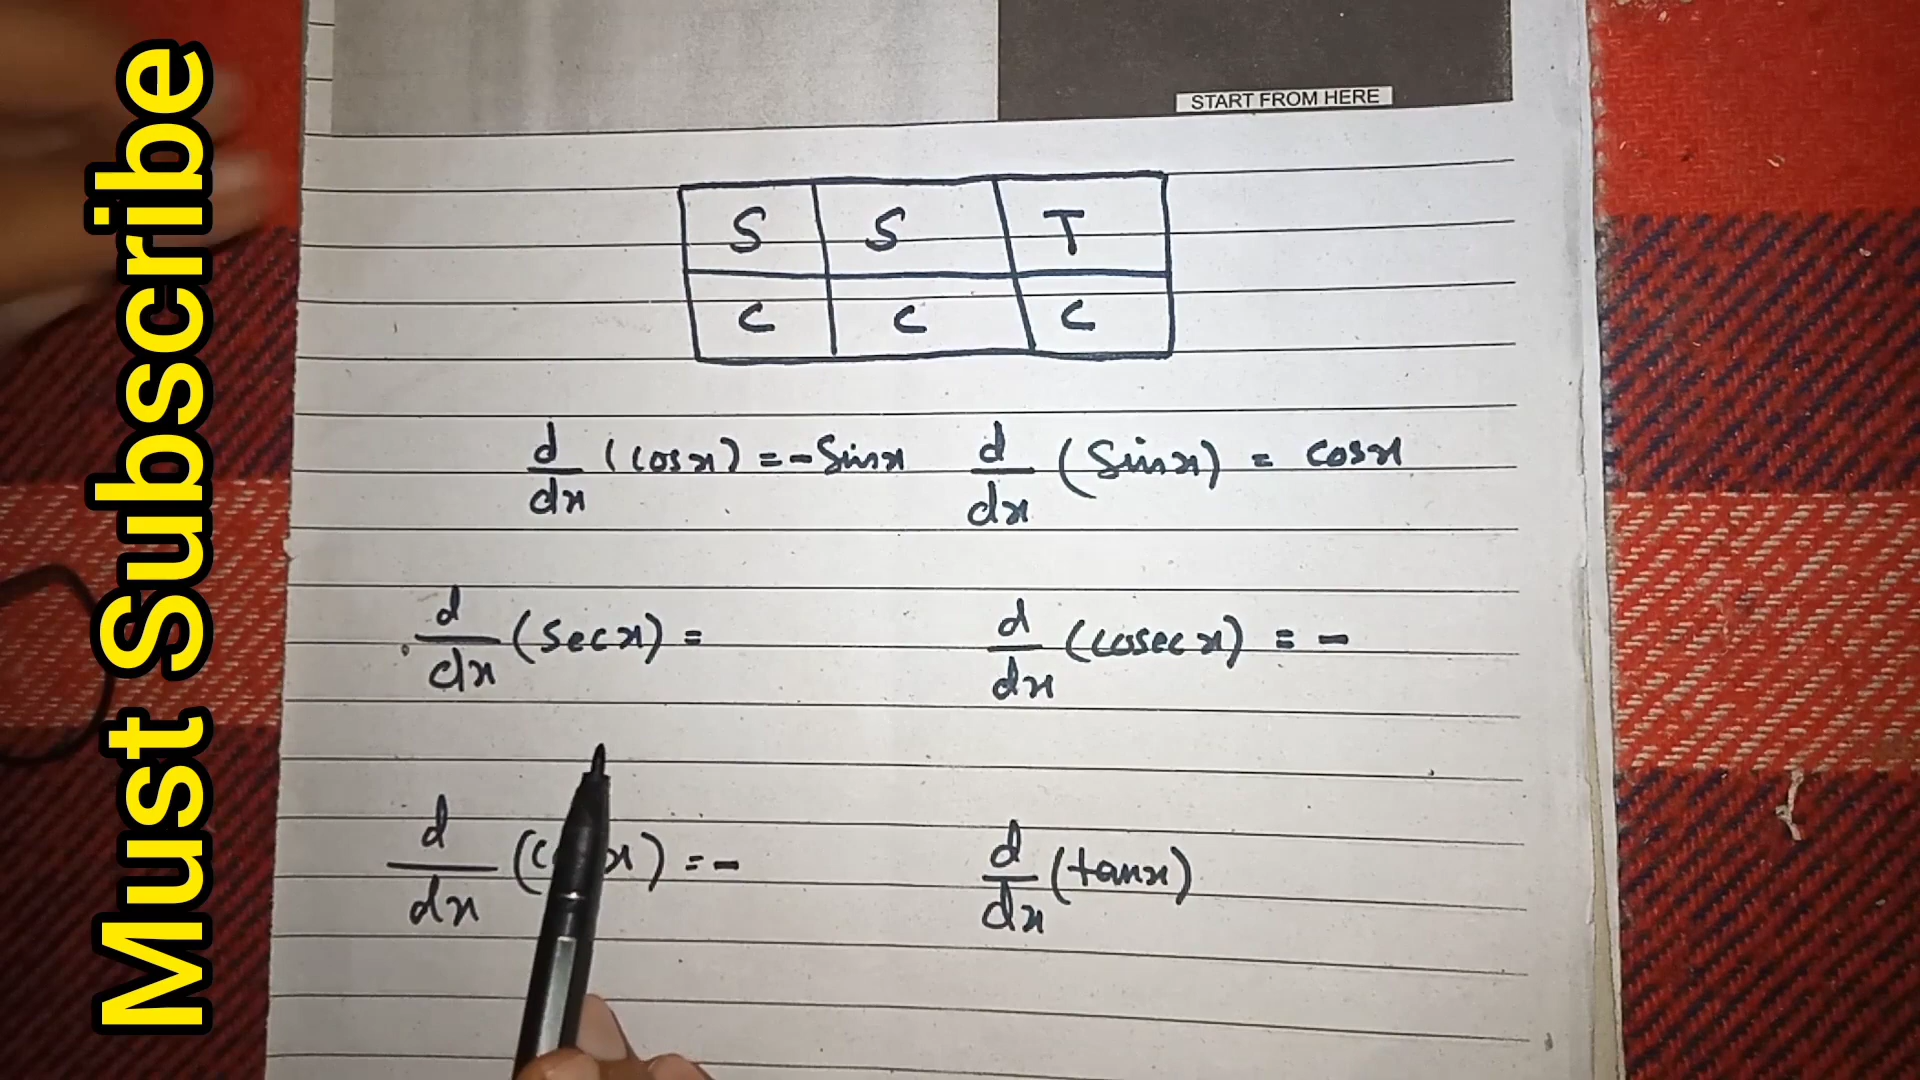 Must Subscribe
START FROM HERE
S S T
C C C
d/dx (cosx) = -Sinx d/dx (Sinx) = cosx
d/dx (secx) = d/dx (cosecx) = -
d/dx ( x) = - d/dx (tanx)